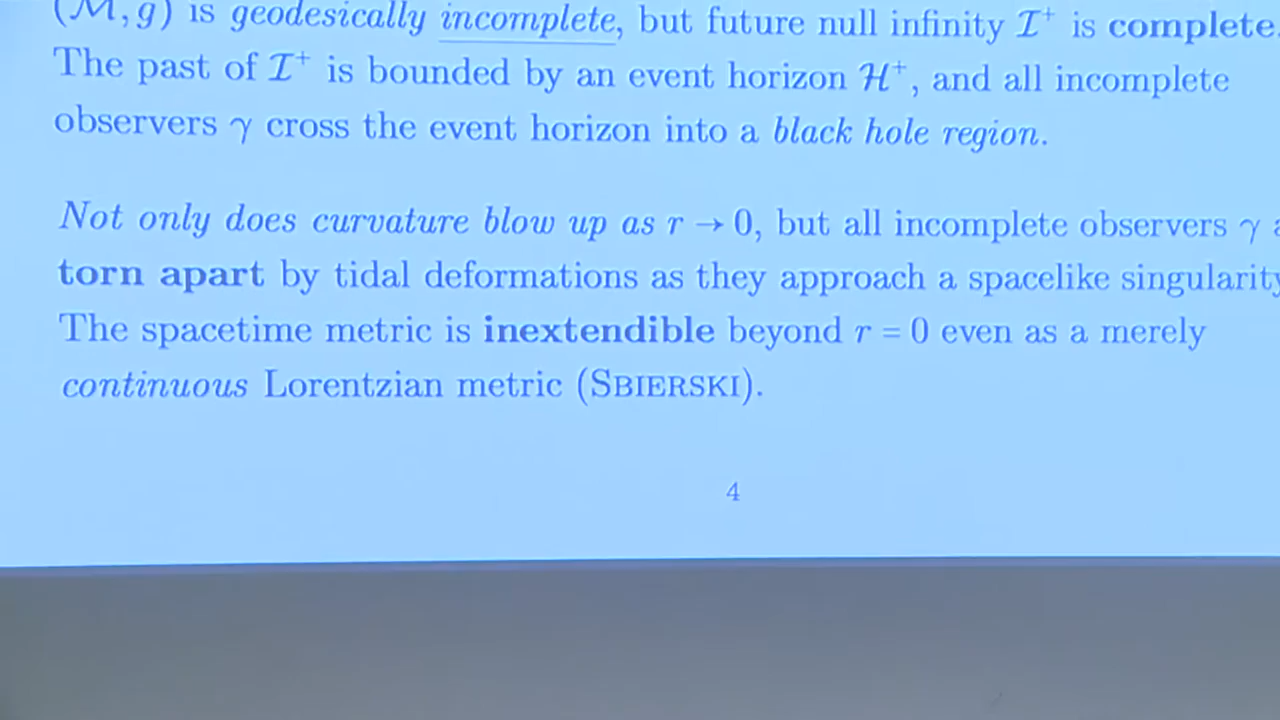 (ℳ, g) is geodesically incomplete, but future null infinity ℐ⁺ is complete.
The past of ℐ⁺ is bounded by an event horizon ℋ⁺, and all incomplete
observers γ cross the event horizon into a black hole region.
Not only does curvature blow up as r → 0, but all incomplete observers γ
torn apart by tidal deformations as they approach a spacelike singularity
The spacetime metric is inextendible beyond r = 0 even as a merely
continuous Lorentzian metric (SBIERSKI).
4